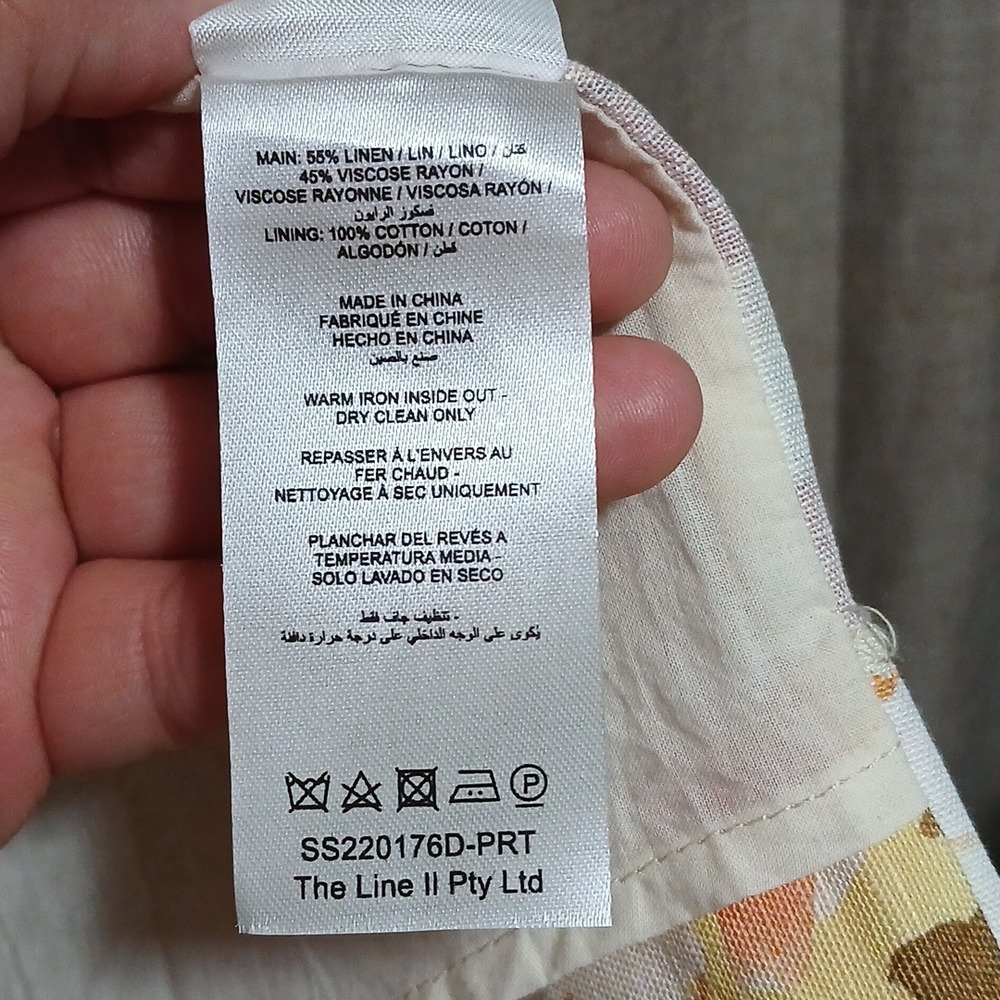 MAIN: 55% LINEN / LIN / LINO / كتان
45% VISCOSE RAYON /
VISCOSE RAYONNE / VISCOSA RAYÓN /
فسكوز الرايون
LINING: 100% COTTON / COTON /
ALGODÓN / قطن
MADE IN CHINA
FABRIQUÉ EN CHINE
HECHO EN CHINA
صنع بالصين
WARM IRON INSIDE OUT -
DRY CLEAN ONLY
REPASSER À L'ENVERS AU
FER CHAUD -
NETTOYAGE À SEC UNIQUEMENT
PLANCHAR DEL REVÉS A
TEMPERATURA MEDIA -
SOLO LAVADO EN SECO
- تنظيف جاف فقط
يُكوى على الوجه الداخلي على درجة حرارة دافئة
P
SS220176D-PRT
The Line II Pty Ltd